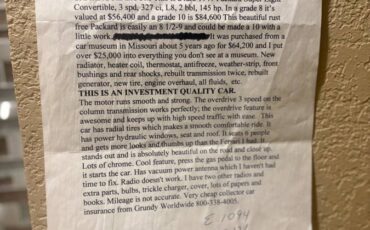 Convertible, 3 spd, 327 ci, L8, 2 bbl, 145 hp. In a grade 8 it's
valued at $56,400 and a grade 10 is $84,600 This beautiful rust
free Packard is easily an 8 1/2-9 and could be made a 10 with a
little work. It was purchased from a
car museum in Missouri about 5 years ago for $64,200 and I put
over $25,000 into everything you don't see at a museum. New
radiator, heater coil, thermostat, antifreeze, weather-strip, front
bushings and rear shocks, rebuilt transmission twice, rebuilt
generator, new tire, engine overhaul, all fluids, etc.
THIS IS AN INVESTMENT QUALITY CAR.
The motor runs smooth and strong. The overdrive 3 speed on the
column transmission works perfectly; the overdrive feature is
awesome and keeps up with high speed traffic with ease. This
car has radial tires which makes a smooth comfortable ride. It
has power hydraulic windows, seat and roof. It seats 6 people
and gets more looks and thumbs up than the Ferrari I had. It
stands out and is absolutely beautiful on the road and close up.
Lots of chrome. Cool feature, press the gas pedal to the floor and
it starts the car. Has vacuum power antenna which I haven't had
time to fix. Radio doesn't work. I have two other radios and
extra parts, bulbs, trickle charger, cover, lots of papers and
books. Mileage is not accurate. Very cheap collector car
insurance from Grundy Worldwide 800-338-4005.
E.1094